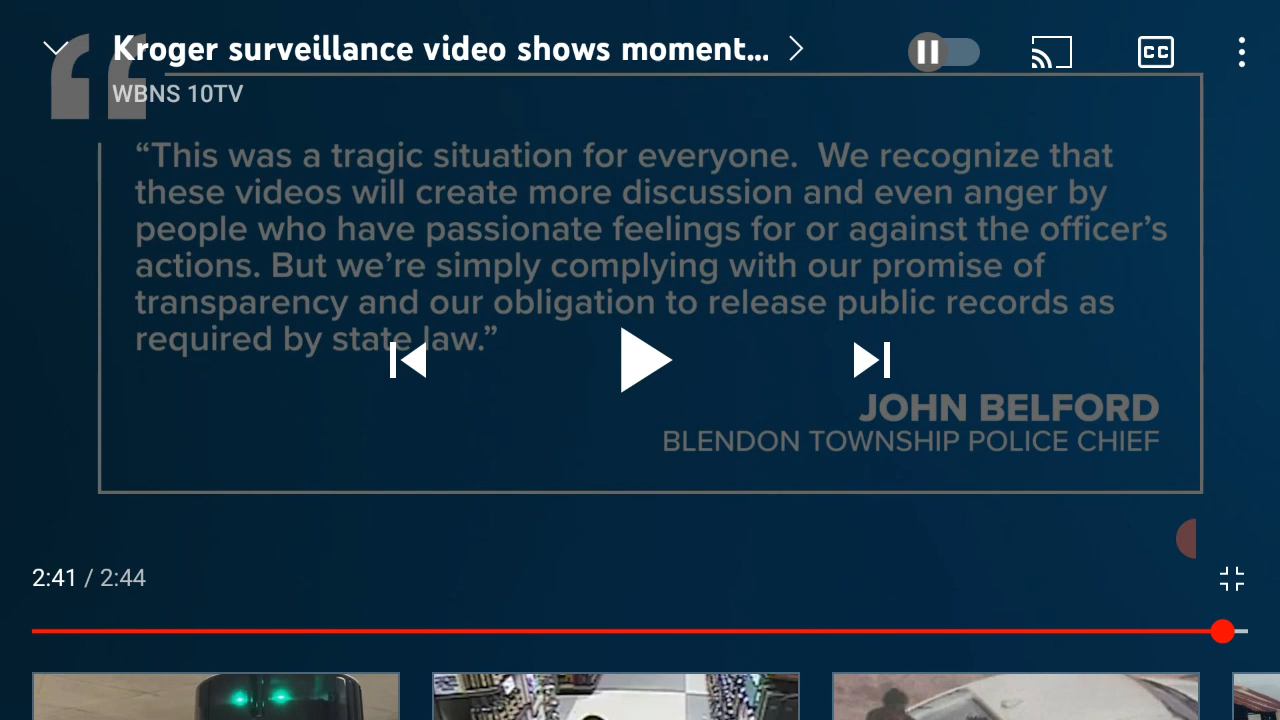 Kroger surveillance video shows moment...
CC
WBNS 10TV
“This was a tragic situation for everyone.  We recognize that
these videos will create more discussion and even anger by
people who have passionate feelings for or against the officer’s
actions. But we’re simply complying with our promise of
transparency and our obligation to release public records as
required by state law.”
JOHN BELFORD
BLENDON TOWNSHIP POLICE CHIEF
2:41 / 2:44